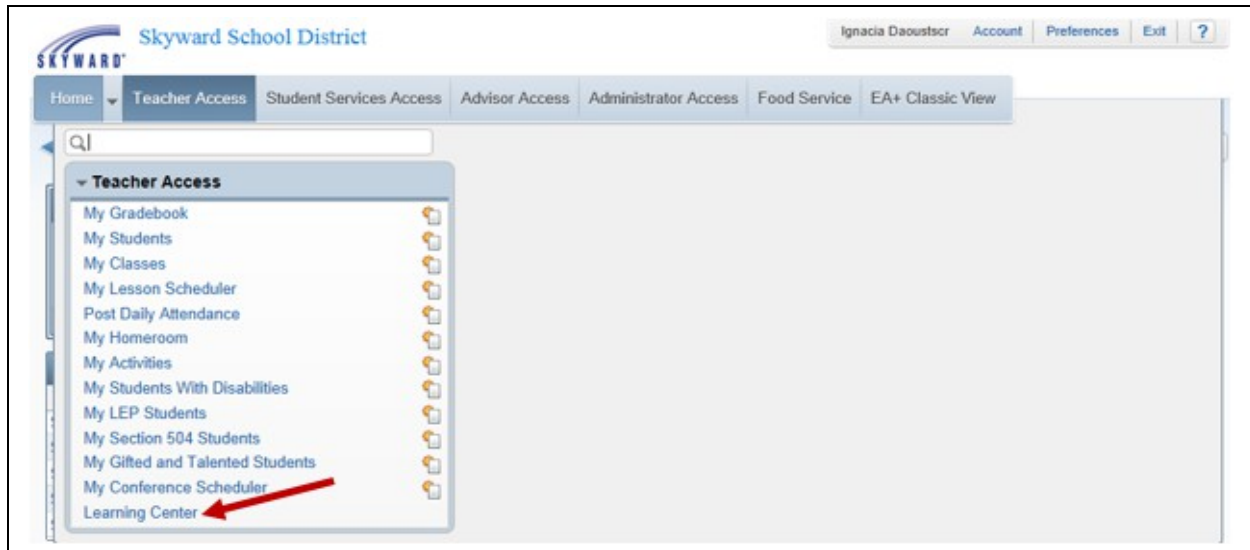 Skyward School District
Ignacia Daoustscr Account Preferences Exit ?
SKYWARD
Home Teacher Access Student Services Access Advisor Access Administrator Access Food Service EA+ Classic View
Teacher Access
My Gradebook
My Students
My Classes
My Lesson Scheduler
Post Daily Attendance
My Homeroom
My Activities
My Students With Disabilities
My LEP Students
My Section 504 Students
My Gifted and Talented Students
My Conference Scheduler
Learning Center